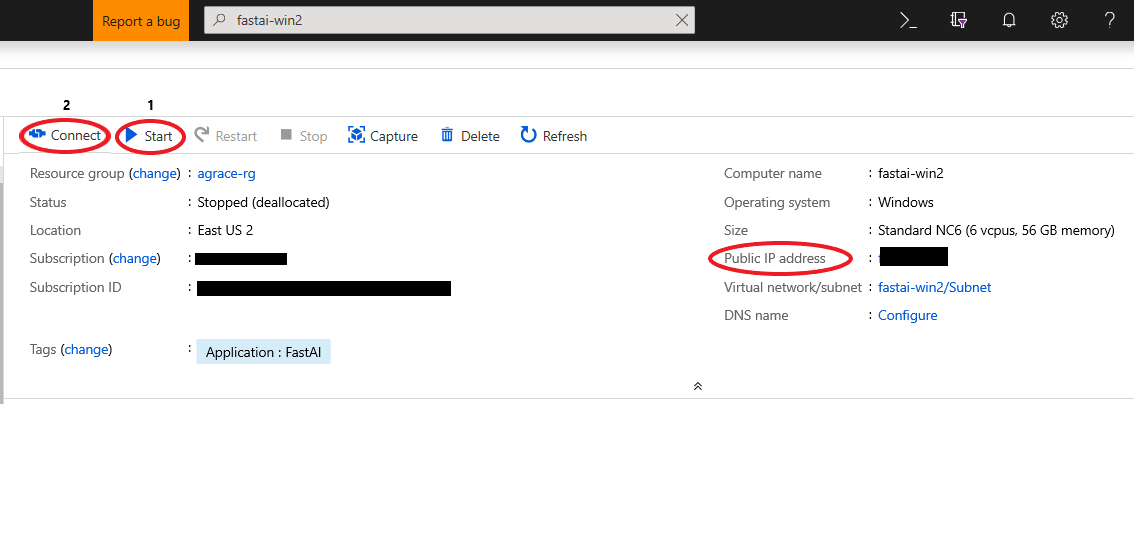 Report a bug fastai-win2
2 1
Connect Start Restart Stop Capture Delete Refresh
Resource group (change) : agrace-rg
Status : Stopped (deallocated)
Location : East US 2
Subscription (change) :
Subscription ID :
Tags (change) : Application : FastAI
Computer name : fastai-win2
Operating system : Windows
Size : Standard NC6 (6 vcpus, 56 GB memory)
Public IP address :
Virtual network/subnet : fastai-win2/Subnet
DNS name : Configure